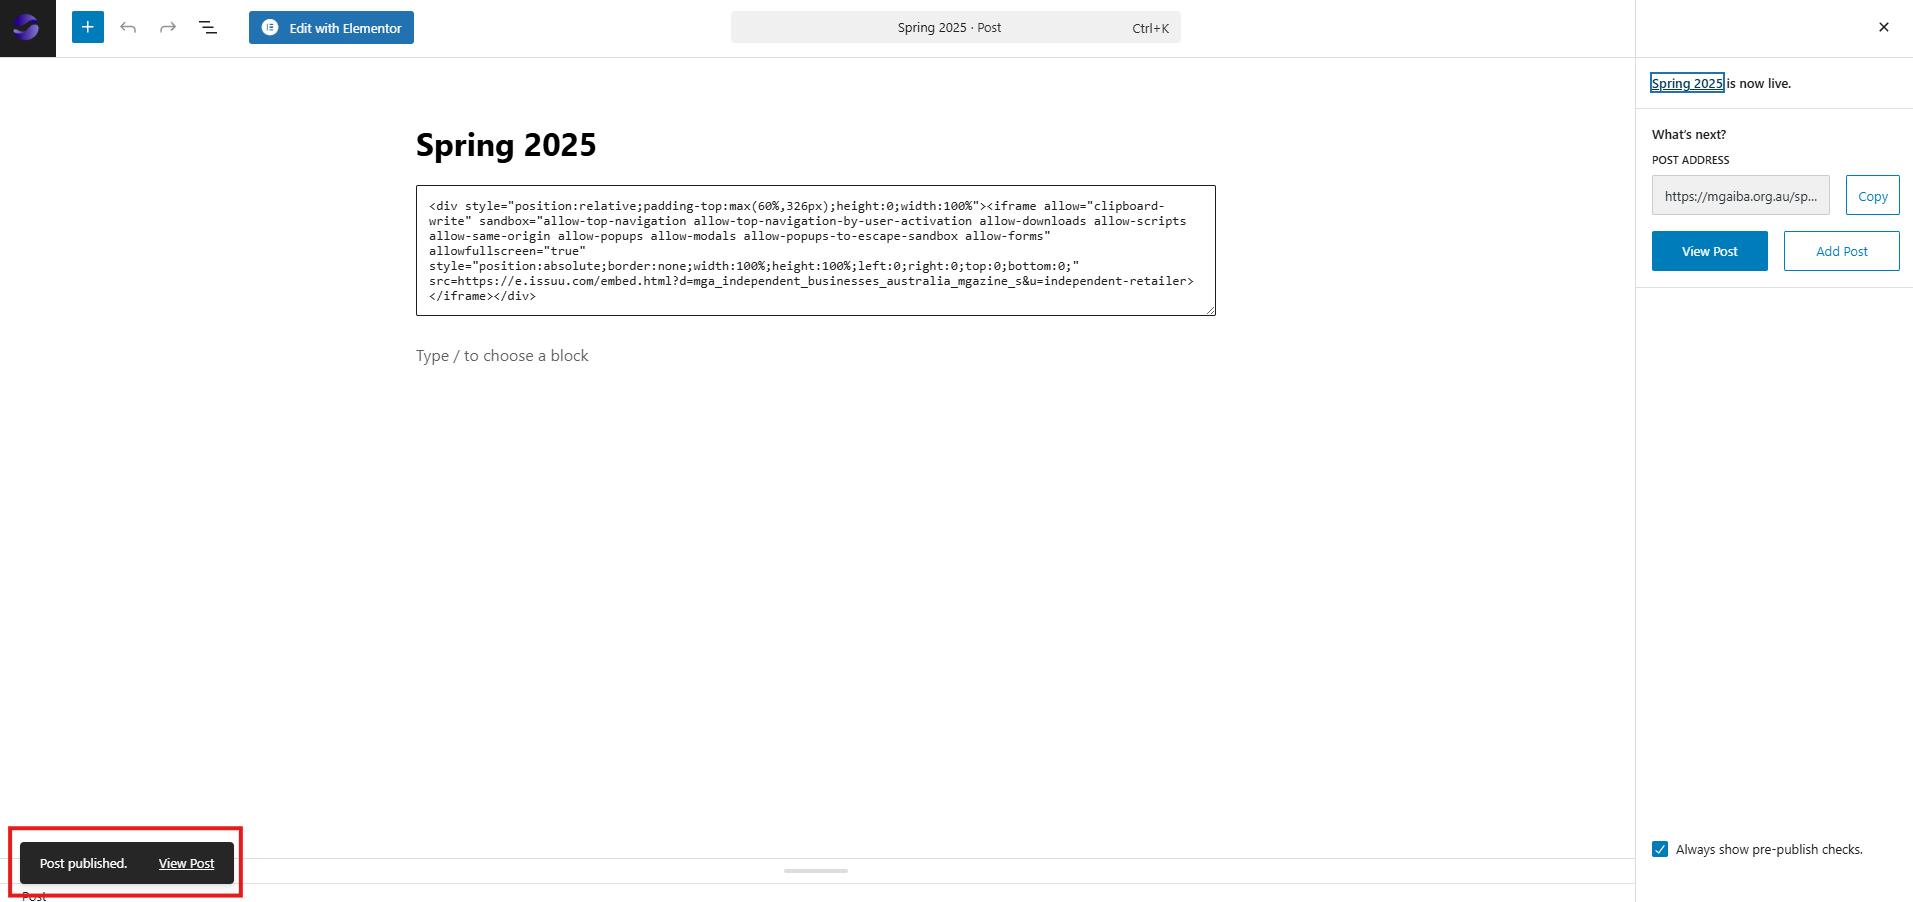 Edit with Elementor
Spring 2025 · Post
Ctrl+K
Spring 2025 is now live.
What's next?
POST ADDRESS
https://mgaiba.org.au/sp...
Copy
View Post
Add Post
Spring 2025
<div style="position:relative;padding-top:max(60%,326px);height:0;width:100%"><iframe allow="clipboard-
write" sandbox="allow-top-navigation allow-top-navigation-by-user-activation allow-downloads allow-scripts
allow-same-origin allow-popups allow-modals allow-popups-to-escape-sandbox allow-forms"
allowfullscreen="true"
style="position:absolute;border:none;width:100%;height:100%;left:0;right:0;top:0;bottom:0;"
src=https://e.issuu.com/embed.html?d=mga_independent_businesses_australia_mgazine_s&u=independent-retailer>
</iframe></div>
Type / to choose a block
Always show pre-publish checks.
Post published.
View Post
Post